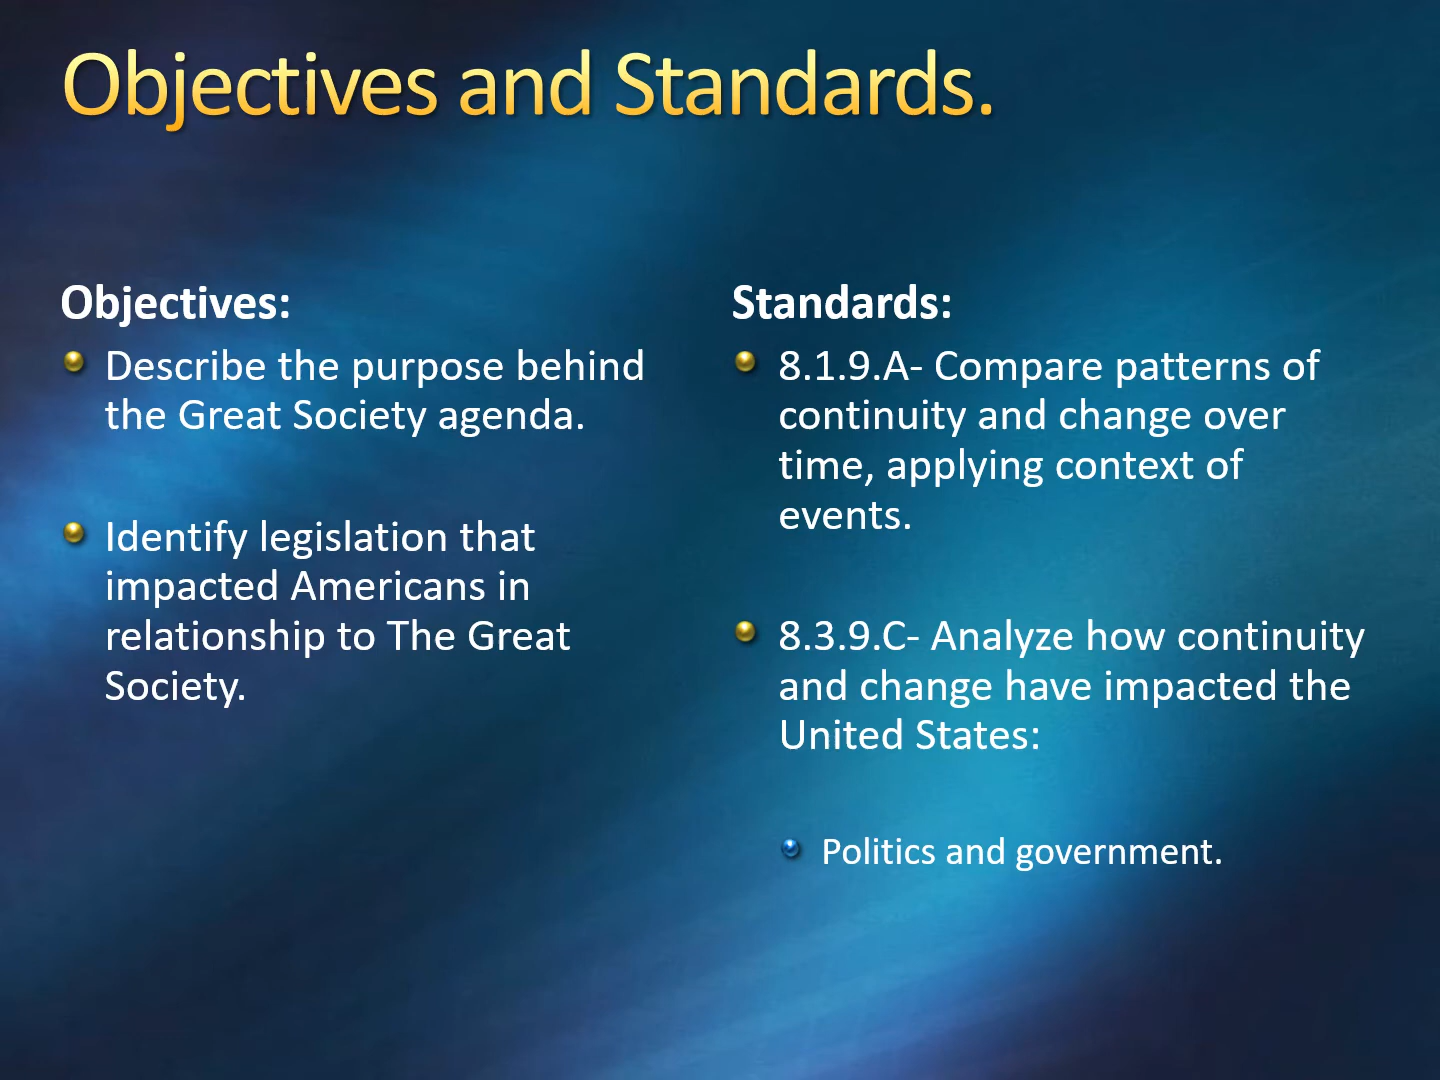 Objectives and Standards.
Objectives:
Describe the purpose behind
the Great Society agenda.
Identify legislation that
impacted Americans in
relationship to The Great
Society.
Standards:
8.1.9.A- Compare patterns of
continuity and change over
time, applying context of
events.
8.3.9.C- Analyze how continuity
and change have impacted the
United States:
Politics and government.